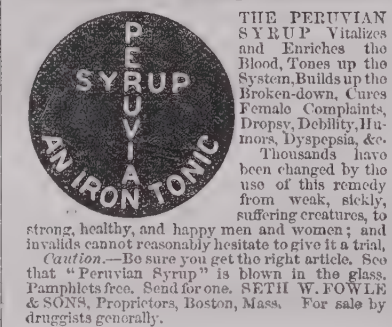 PERUVIAN
SYRUP
AN IRON TONIC
THE PERUVIAN
SYRUP Vitalizes
and Enriches the
Blood, Tones up the
System, Builds up the
Broken-down, Cures
Female Complaints,
Dropsy, Debility, Hu-
mors, Dyspepsia, &c.
Thousands have
been changed by the
use of this remedy
from weak, sickly,
suffering creatures, to
strong, healthy, and happy men and women; and
invalids cannot reasonably hesitate to give it a trial,
Caution.—Be sure you get the right article. See
that "Peruvian Syrup" is blown in the glass.
Pamphlets free. Send for one. SETH W. FOWLE
& SONS, Proprietors, Boston, Mass. For sale by
druggists generally.